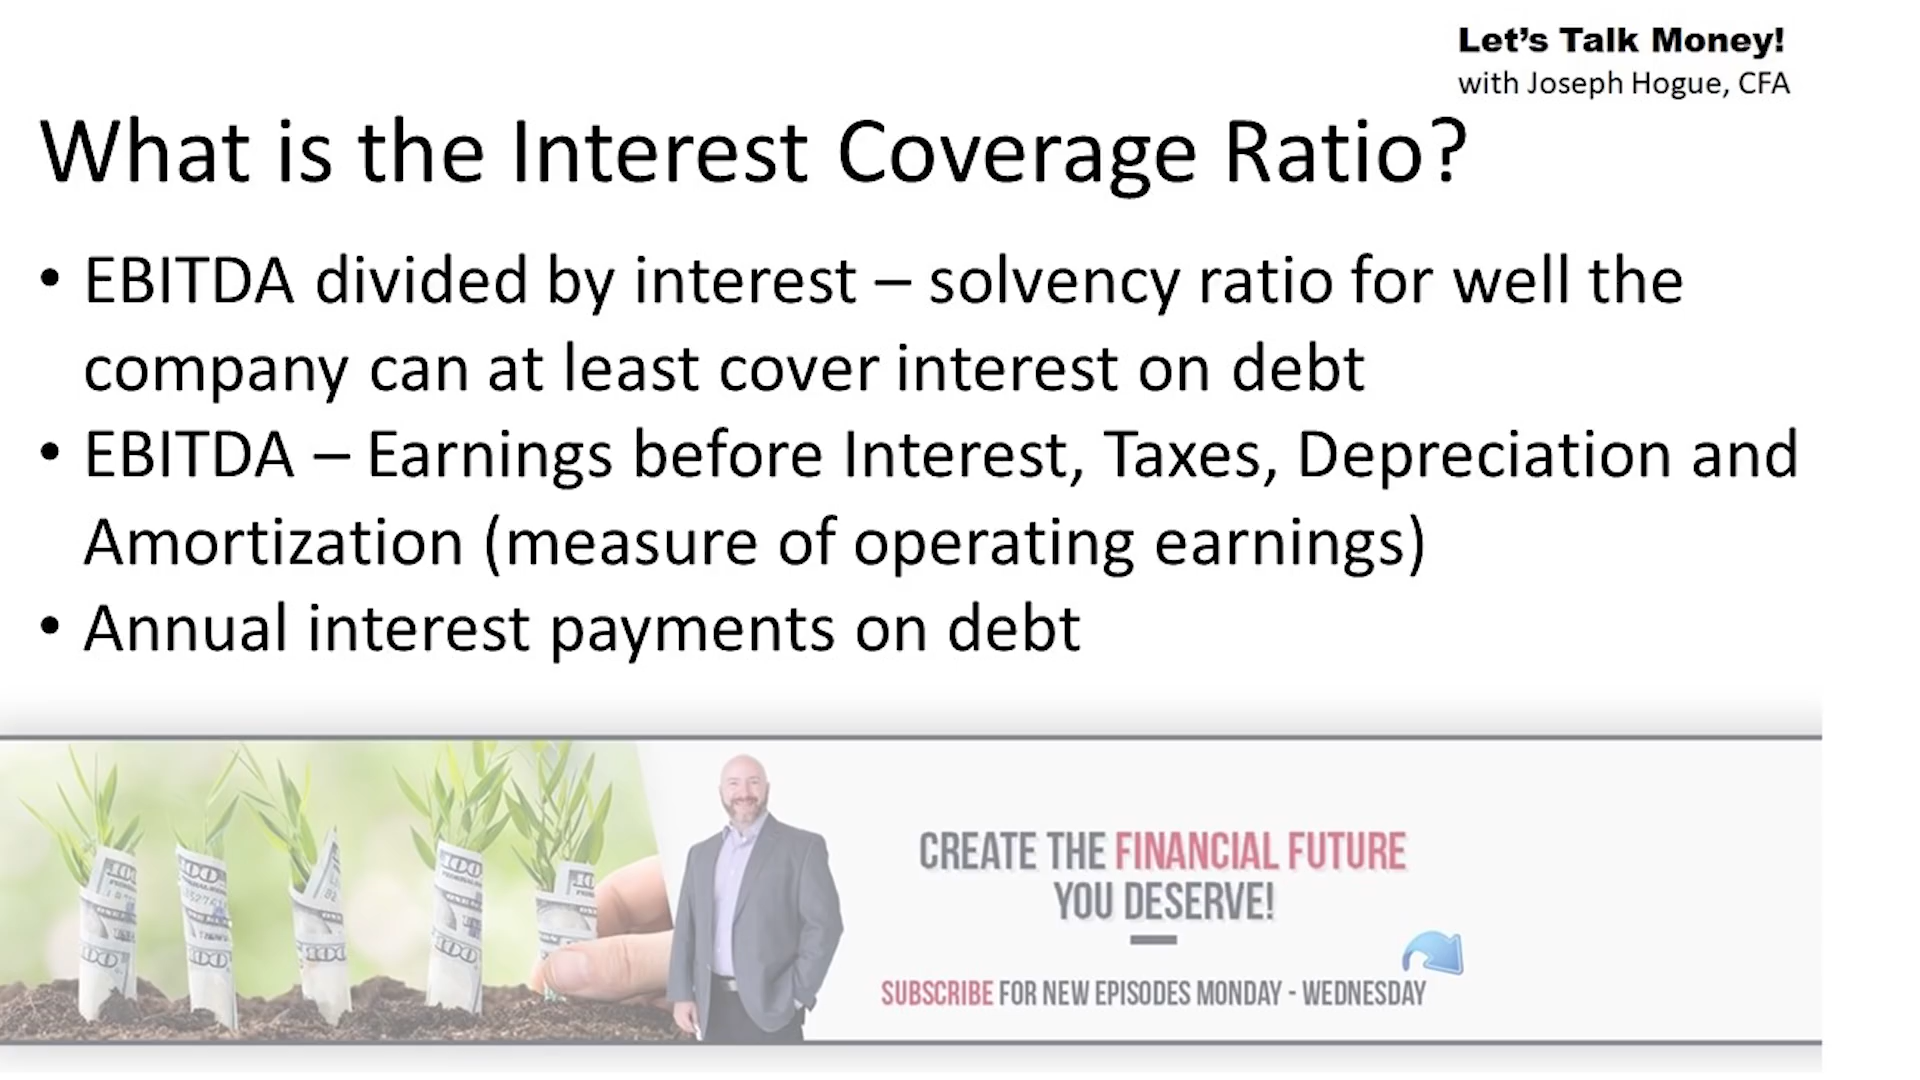 Let's Talk Money!
with Joseph Hogue, CFA
What is the Interest Coverage Ratio?
• EBITDA divided by interest – solvency ratio for well the
company can at least cover interest on debt
• EBITDA – Earnings before Interest, Taxes, Depreciation and
Amortization (measure of operating earnings)
• Annual interest payments on debt
CREATE THE FINANCIAL FUTURE
YOU DESERVE!
SUBSCRIBE FOR NEW EPISODES MONDAY - WEDNESDAY